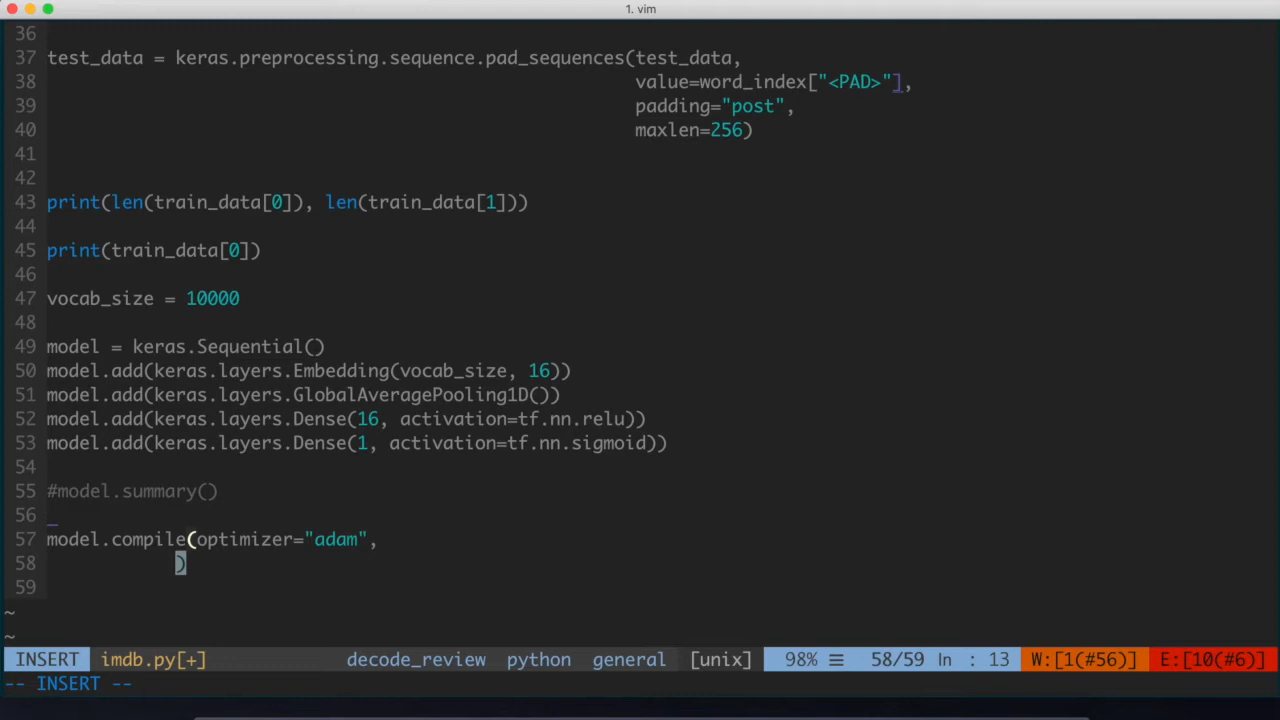 1. vim
36
37 test_data = keras.preprocessing.sequence.pad_sequences(test_data,
38 value=word_index["<PAD>"],
39 padding="post",
40 maxlen=256)
41
42
43 print(len(train_data[0]), len(train_data[1]))
44
45 print(train_data[0])
46
47 vocab_size = 10000
48
49 model = keras.Sequential()
50 model.add(keras.layers.Embedding(vocab_size, 16))
51 model.add(keras.layers.GlobalAveragePooling1D())
52 model.add(keras.layers.Dense(16, activation=tf.nn.relu))
53 model.add(keras.layers.Dense(1, activation=tf.nn.sigmoid))
54
55 #model.summary()
56 _
57 model.compile(optimizer="adam",
58 )
59
~
~
INSERT imdb.py[+] decode_review python general [unix] 98% ☰ 58/59 ln : 13 W:[1(#56)] E:[10(#6)]
-- INSERT --